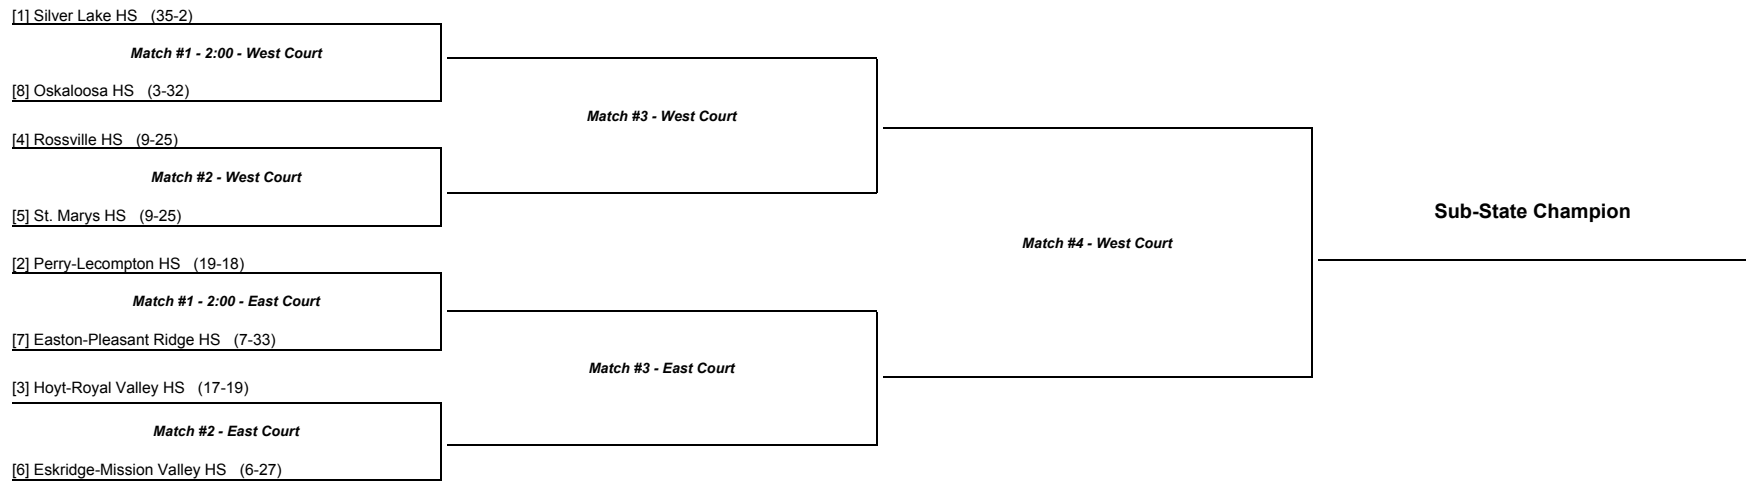 [1] Silver Lake HS (35-2)
Match #1 - 2:00 - West Court
[8] Oskaloosa HS (3-32)
Match #3 - West Court
[4] Rossville HS (9-25)
Match #2 - West Court
[5] St. Marys HS (9-25)
Sub-State Champion
Match #4 - West Court
[2] Perry-Lecompton HS (19-18)
Match #1 - 2:00 - East Court
[7] Easton-Pleasant Ridge HS (7-33)
Match #3 - East Court
[3] Hoyt-Royal Valley HS (17-19)
Match #2 - East Court
[6] Eskridge-Mission Valley HS (6-27)